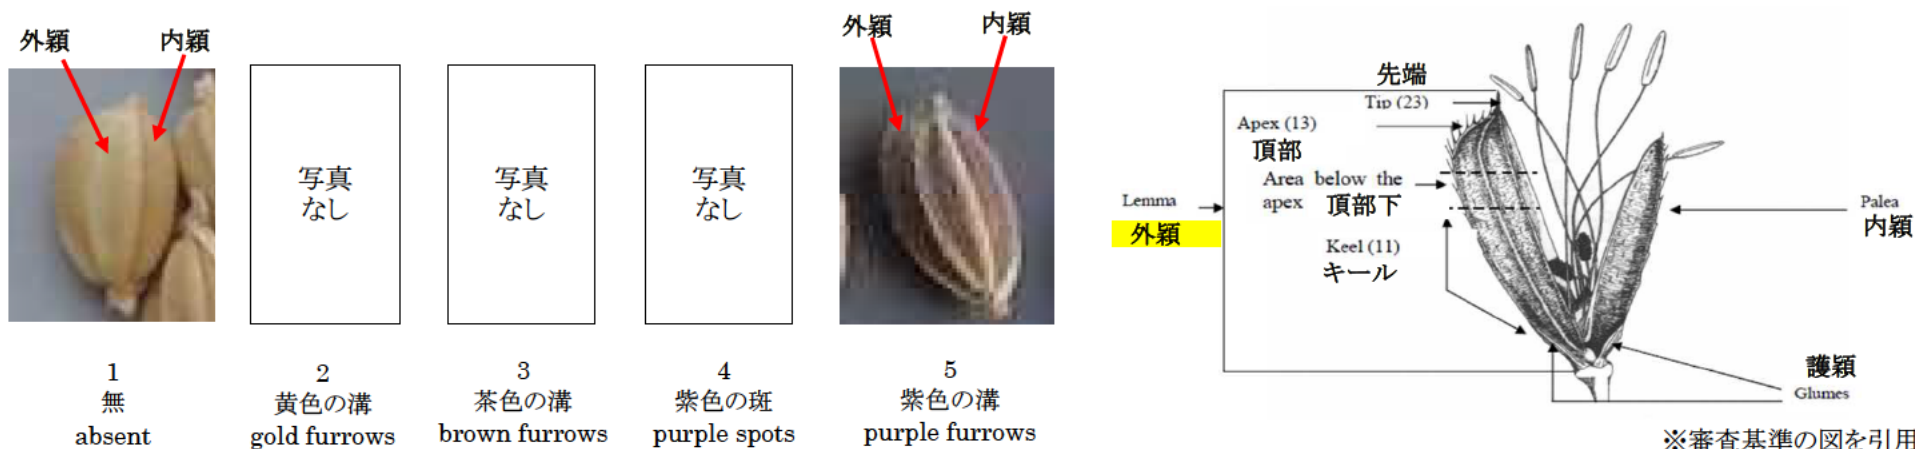 外穎
内穎
写真
なし
写真
なし
写真
なし
外穎
内穎
1
無
absent
2
黄色の溝
gold furrows
3
茶色の溝
brown furrows
4
紫色の斑
purple spots
5
紫色の溝
purple furrows
先端
Tip (23)
Apex (13)
頂部
Area below the
apex 頂部下
Lemma
外穎
Keel (11)
キール
Palea
内穎
護穎
Glumes
※審査基準の図を引用